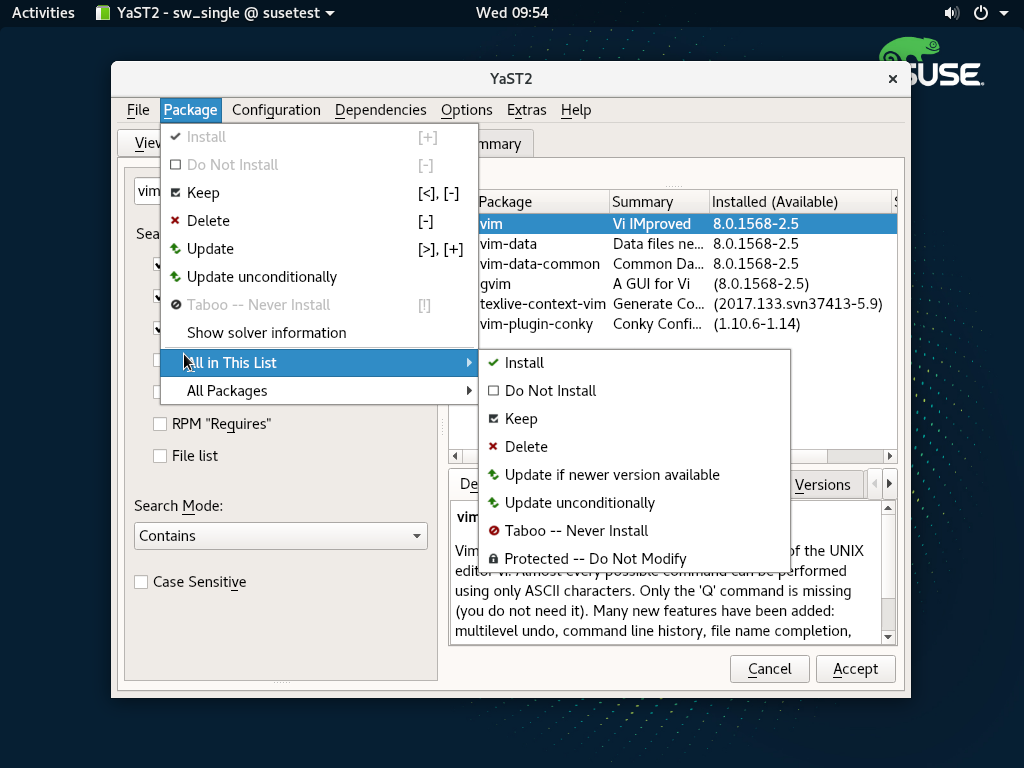 Activities YaST2 - sw_single @ susetest Wed 09:54
SUSE
YaST2
File Package Configuration Dependencies Options Extras Help
Install [+]
Do Not Install [-]
Keep [<], [-]
Delete [-]
Update [>], [+]
Update unconditionally
Taboo -- Never Install [!]
Show solver information
All in This List
All Packages
Install
Do Not Install
Keep
Delete
Update if newer version available
Update unconditionally
Taboo -- Never Install
Protected -- Do Not Modify
vim
RPM "Requires"
File list
Search Mode:
Contains
Case Sensitive
Package Summary Installed (Available)
vim Vi IMproved 8.0.1568-2.5
vim-data Data files ne... 8.0.1568-2.5
vim-data-common Common Da... 8.0.1568-2.5
gvim A GUI for Vi (8.0.1568-2.5)
texlive-context-vim Generate Co... (2017.133.svn37413-5.9)
vim-plugin-conky Conky Confi... (1.10.6-1.14)
Versions
vim
Vim of the UNIX
editor vi. Almost every possible command can be performed
using only ASCII characters. Only the 'Q' command is missing
(you do not need it). Many new features have been added:
multilevel undo, command line history, file name completion,
Cancel Accept